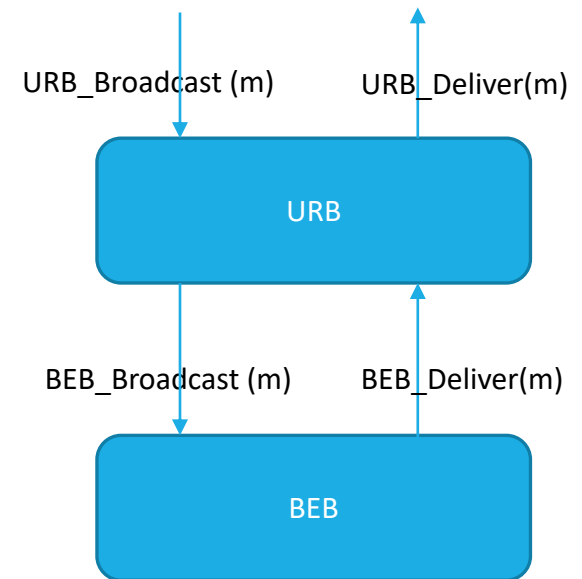 URB_Broadcast (m)
URB_Deliver(m)
URB
BEB_Broadcast (m)
BEB_Deliver(m)
BEB